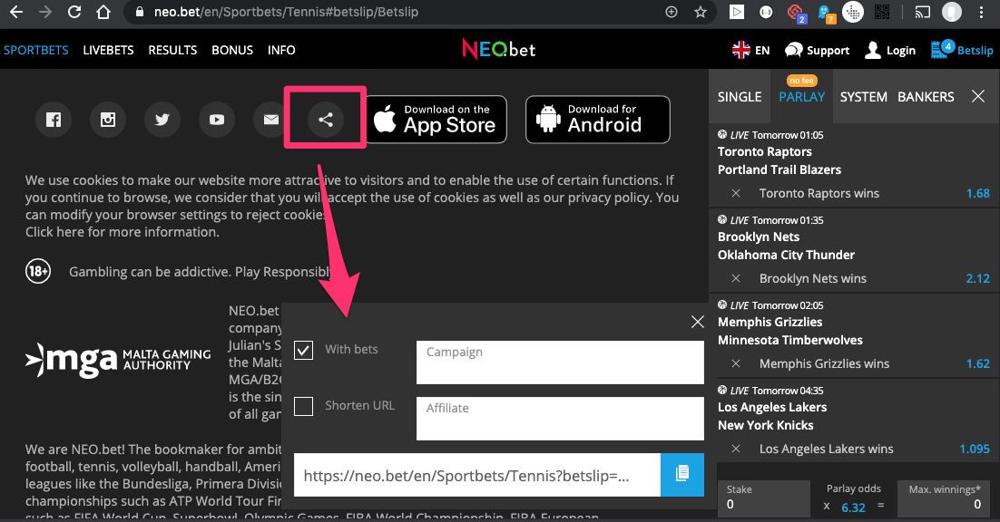 neo.bet/en/Sportbets/Tennis#betslip/Betslip
2
7
SPORTBETS LIVEBETS RESULTS BONUS INFO
NEO.bet
EN Support Login 4 Betslip
Download on the
App Store
Download for
Android
We use cookies to make our website more attractive to visitors and to enable the use of certain functions. If
you continue to browse, we consider that you will accept the use of cookies as well as our privacy policy. You
can modify your browser settings to reject cookies
Click here for more information.
18+ Gambling can be addictive. Play Responsibl
mga MALTA GAMING
AUTHORITY
NEO.bet
company
Julian's S
the Malta
MGA/B2C
is the sin
of all gar
We are NEO.bet! The bookmaker for ambit
football, tennis, volleyball, handball, Ameri
leagues like the Bundesliga, Primera Divisi
championships such as ATP World Tour Fir
such as FIFA World Cup, Superbowl, Olympic Games, FIBA World Championship, FIBA European
With bets
Campaign
Shorten URL
Affiliate
https://neo.bet/en/Sportbets/Tennis?betslip=...
no fee
SINGLE PARLAY SYSTEM BANKERS
LIVE Tomorrow 01:05
Toronto Raptors
Portland Trail Blazers
Toronto Raptors wins 1.68
LIVE Tomorrow 01:35
Brooklyn Nets
Oklahoma City Thunder
Brooklyn Nets wins 2.12
LIVE Tomorrow 02:05
Memphis Grizzlies
Minnesota Timberwolves
Memphis Grizzlies wins 1.62
LIVE Tomorrow 04:35
Los Angeles Lakers
New York Knicks
Los Angeles Lakers wins 1.095
Stake
0
Parlay odds
x 6.32 =
Max. winnings*
0